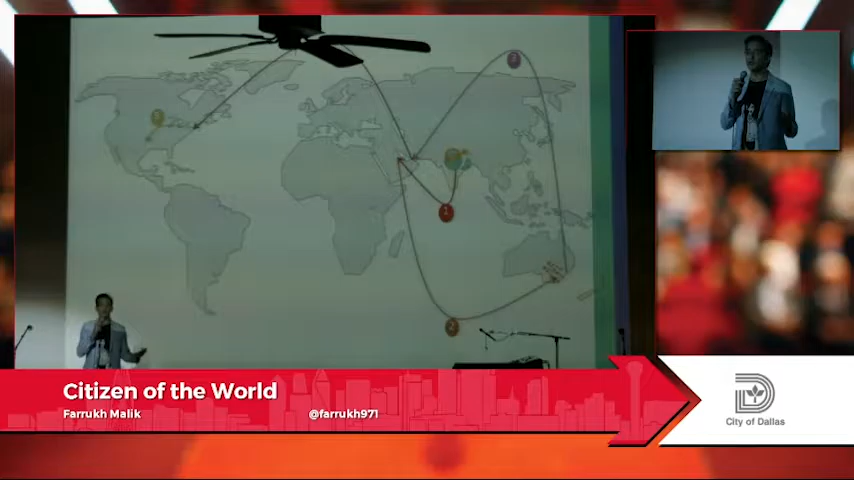 Citizen of the World
Farrukh Malik
@farrukh971
City of Dallas